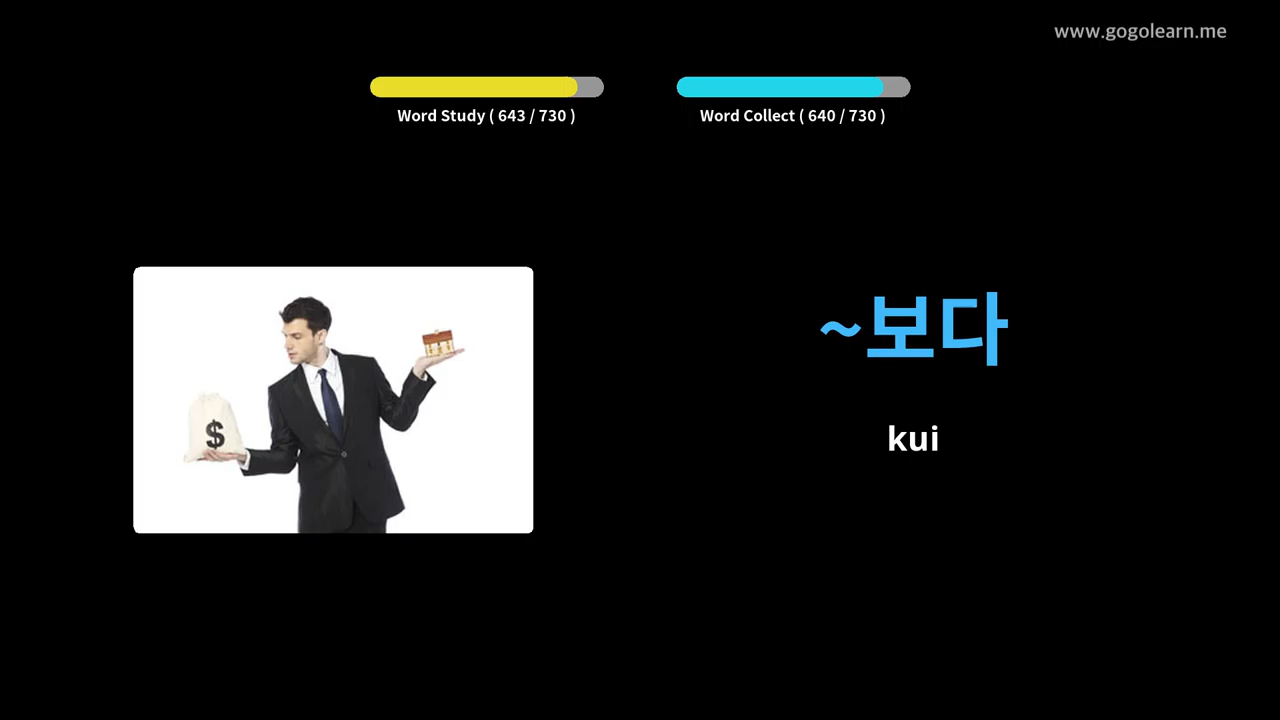 www.gogolearn.me
Word Study ( 643 / 730 )
Word Collect ( 640 / 730 )
~보다
$
kui